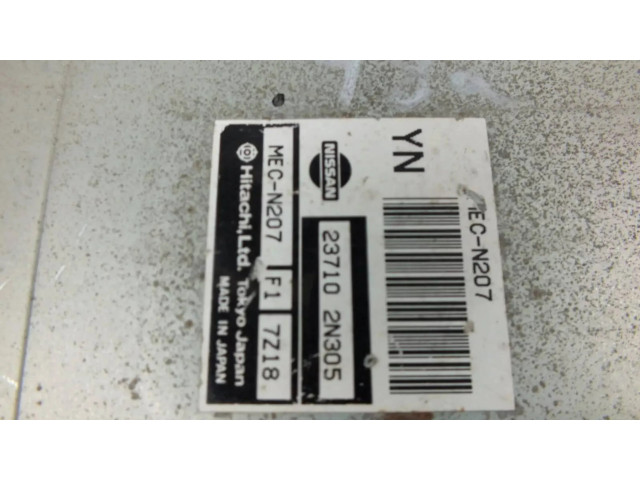 YN
MEC-N207
NISSAN
23710 2N305
MEC-N207 F1 7Z18
Hitachi, Ltd. Tokyo Japan
MADE IN JAPAN